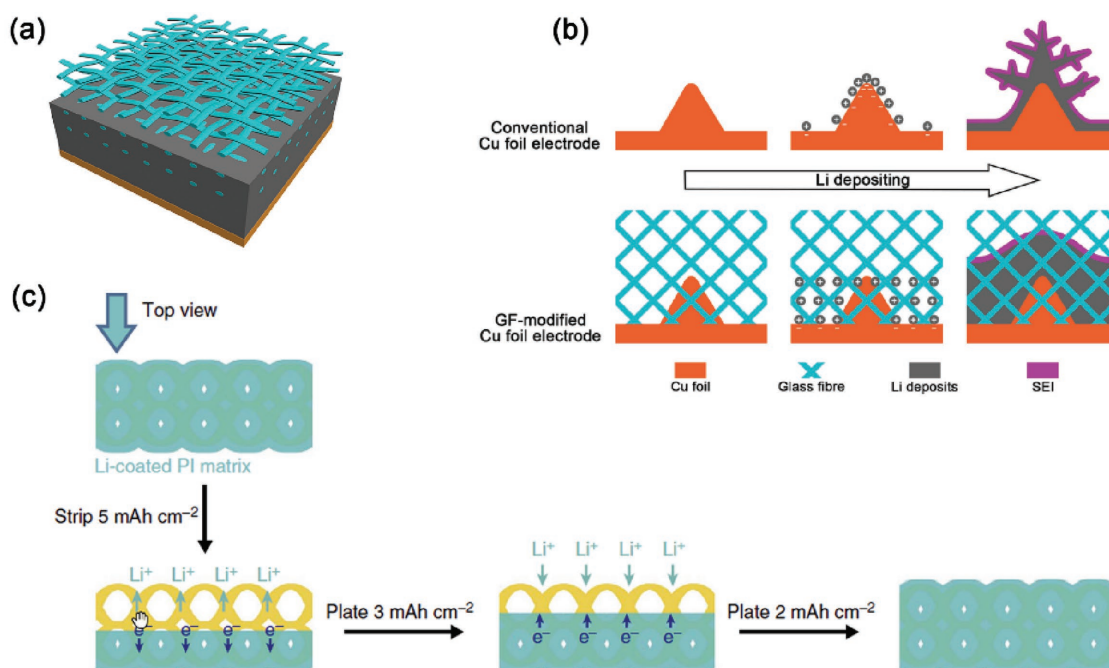 (a)
(b)
Conventional
Cu foil electrode
Li depositing
GF-modified
Cu foil electrode
Cu foil
Glass fibre
Li deposits
SEI
(c)
Top view
Li-coated PI matrix
Strip 5 mAh cm⁻²
Li⁺ Li⁺ Li⁺ Li⁺
e⁻ e⁻ e⁻ e⁻
Plate 3 mAh cm⁻²
Li⁺ Li⁺ Li⁺ Li⁺
e⁻ e⁻ e⁻ e⁻
Plate 2 mAh cm⁻²